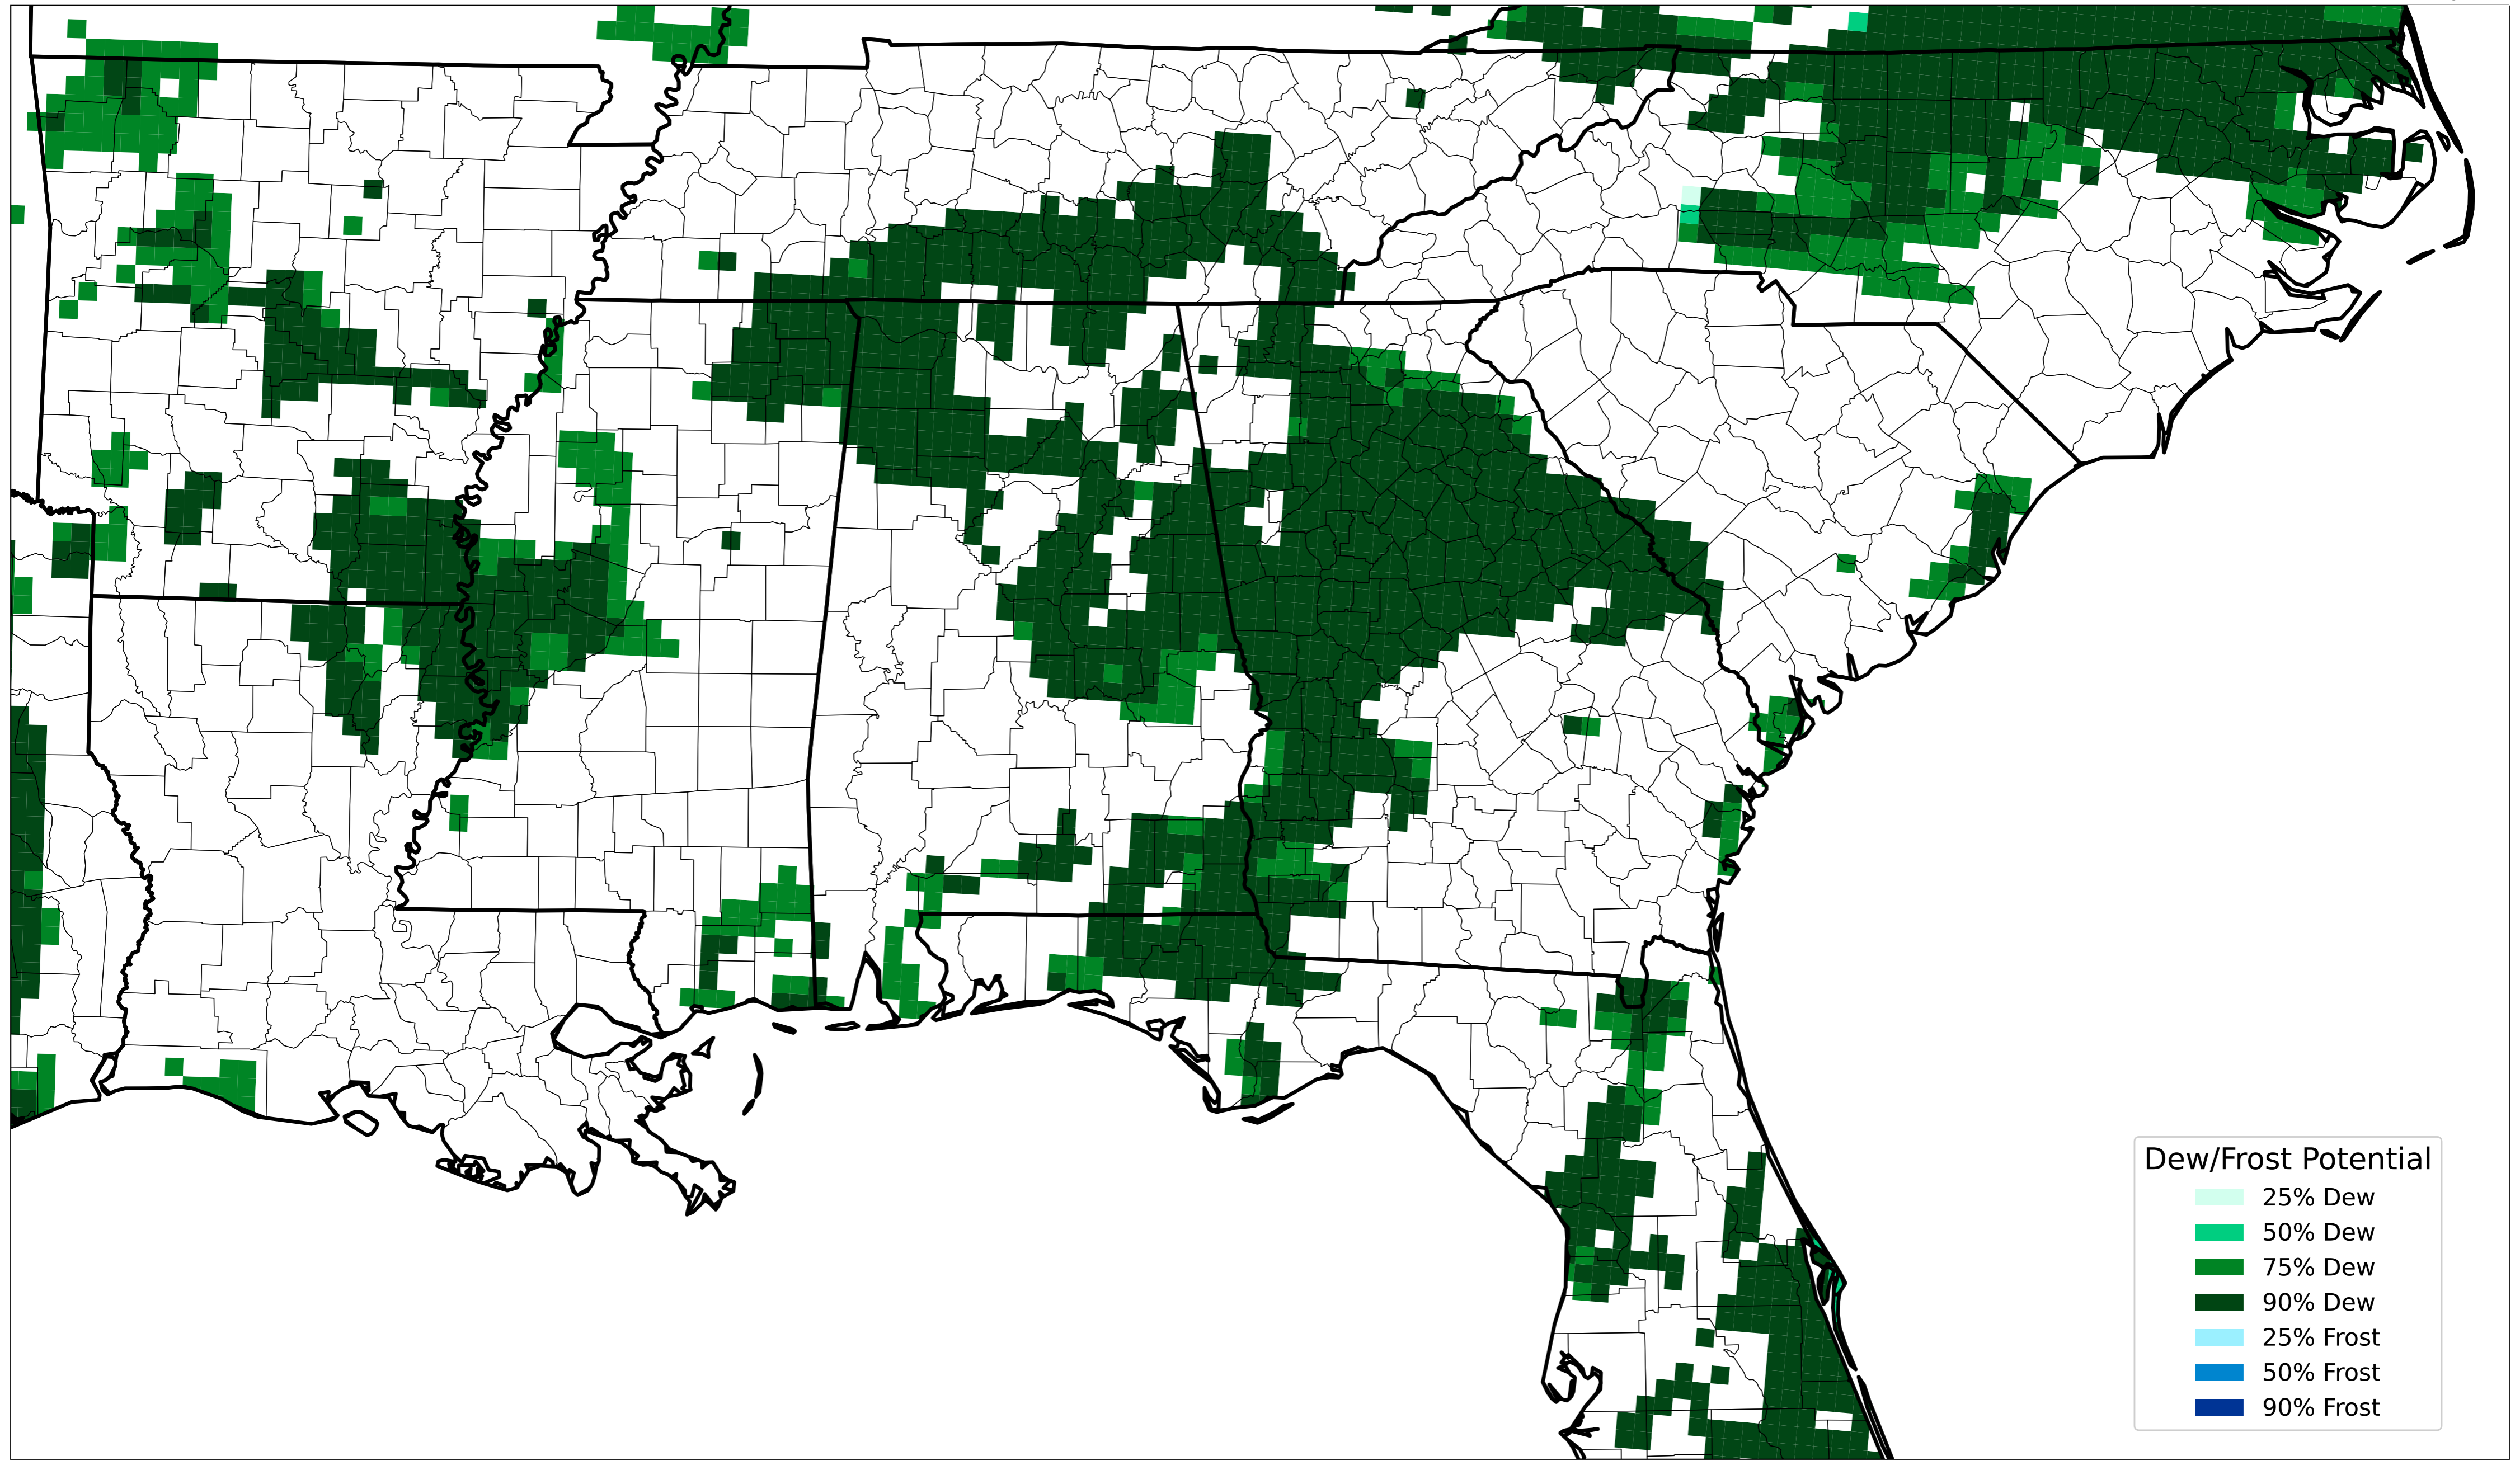 Dew/Frost Potential
25% Dew
50% Dew
75% Dew
90% Dew
25% Frost
50% Frost
90% Frost